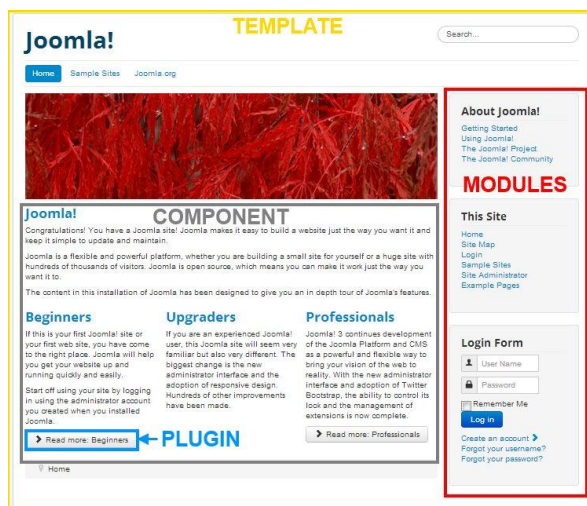 TEMPLATE
Joomla!
Search...
Home Sample Sites Joomla.org
COMPONENT
Joomla!
Congratulations! You have a Joomla site! Joomla makes it easy to build a website just the way you want it and
keep it simple to update and maintain.
Joomla is a flexible and powerful platform, whether you are building a small site for yourself or a huge site with
hundreds of thousands of visitors. Joomla is open source, which means you can make it work just the way you
want it to.
The content in this installation of Joomla has been designed to give you an in depth tour of Joomla's features.
Beginners
If this is your first Joomla! site or
your first web site, you have come
to the right place. Joomla will help
you get your website up and
running quickly and easily.
Start off using your site by logging
in using the administrator account
you created when you installed
Joomla.
Read more: Beginners
PLUGIN
Upgraders
If you are an experienced Joomla!
user, this Joomla site will seem very
familiar but also very different. The
biggest change is the new
administrator interface and the
adoption of responsive design.
Hundreds of other improvements
have been made.
Professionals
Joomla! 3 continues development
of the Joomla Platform and CMS
as a powerful and flexible way to
bring your vision of the web to
reality. With the new administrator
interface and adoption of Twitter
Bootstrap, the ability to control its
look and the management of
extensions is now complete.
Read more: Professionals
Home
MODULES
About Joomla!
Getting Started
Using Joomla!
The Joomla! Project
The Joomla! Community
This Site
Home
Site Map
Login
Sample Sites
Site Administrator
Example Pages
Login Form
User Name
Password
Remember Me
Log in
Create an account
Forgot your username?
Forgot your password?